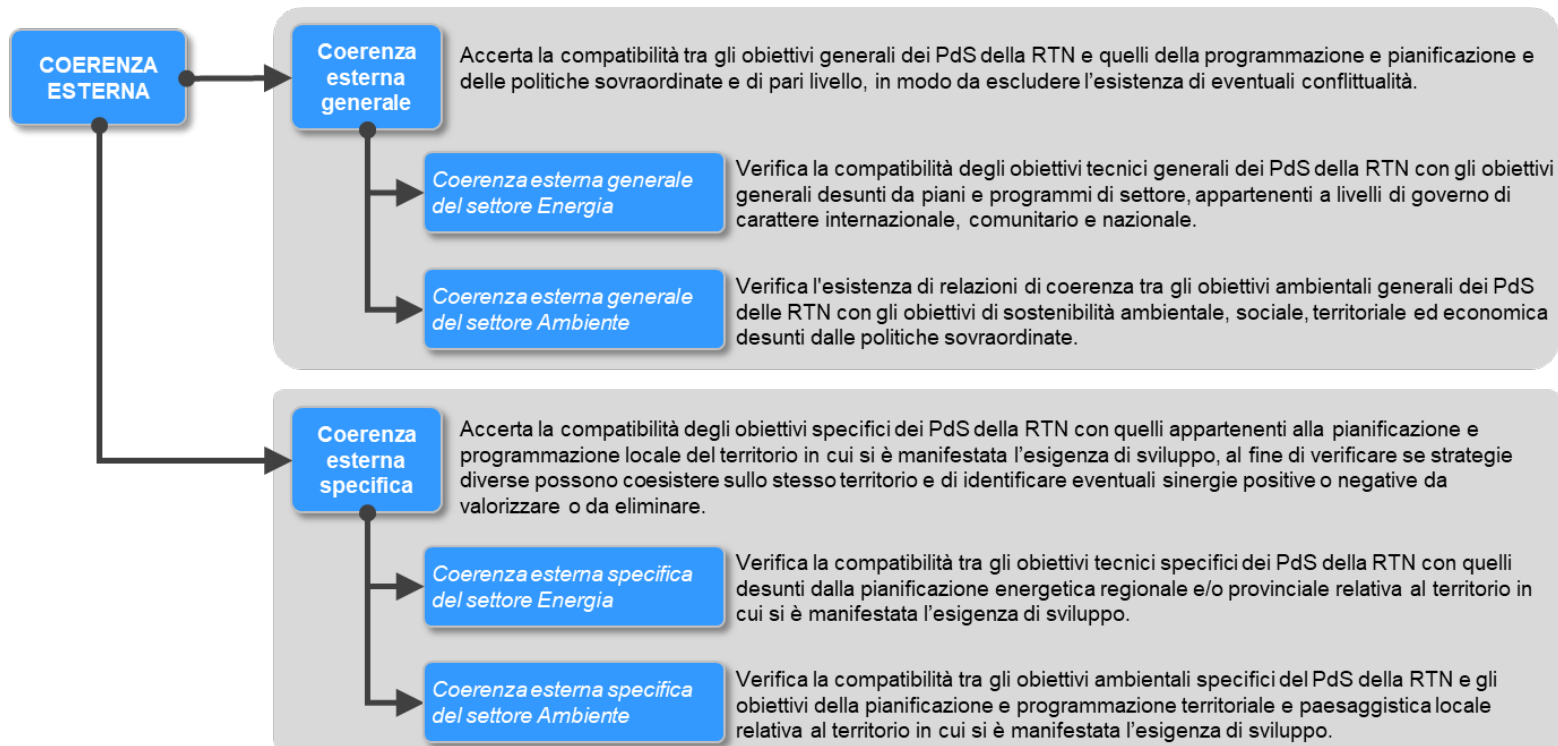 COERENZA
ESTERNA
Coerenza
esterna
generale
Accerta la compatibilità tra gli obiettivi generali dei PdS della RTN e quelli della programmazione e pianificazione e
delle politiche sovraordinate e di pari livello, in modo da escludere l'esistenza di eventuali conflittualità.
Coerenza esterna generale
del settore Energia
Verifica la compatibilità degli obiettivi tecnici generali dei PdS della RTN con gli obiettivi
generali desunti da piani e programmi di settore, appartenenti a livelli di governo di
carattere internazionale, comunitario e nazionale.
Coerenza esterna generale
del settore Ambiente
Verifica l'esistenza di relazioni di coerenza tra gli obiettivi ambientali generali dei PdS
delle RTN con gli obiettivi di sostenibilità ambientale, sociale, territoriale ed economica
desunti dalle politiche sovraordinate.
Coerenza
esterna
specifica
Accerta la compatibilità degli obiettivi specifici dei PdS della RTN con quelli appartenenti alla pianificazione e
programmazione locale del territorio in cui si è manifestata l'esigenza di sviluppo, al fine di verificare se strategie
diverse possono coesistere sullo stesso territorio e di identificare eventuali sinergie positive o negative da
valorizzare o da eliminare.
Coerenza esterna specifica
del settore Energia
Verifica la compatibilità tra gli obiettivi tecnici specifici dei PdS della RTN con quelli
desunti dalla pianificazione energetica regionale e/o provinciale relativa al territorio in
cui si è manifestata l'esigenza di sviluppo.
Coerenza esterna specifica
del settore Ambiente
Verifica la compatibilità tra gli obiettivi ambientali specifici del PdS della RTN e gli
obiettivi della pianificazione e programmazione territoriale e paesaggistica locale
relativa al territorio in cui si è manifestata l'esigenza di sviluppo.